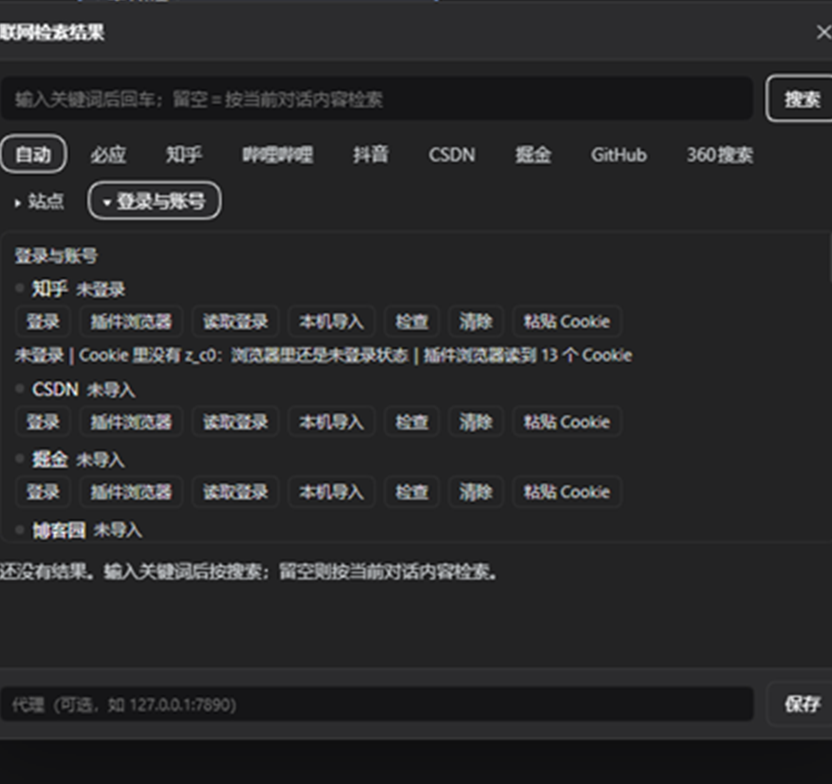 联网检索结果
输入关键词后回车；留空 = 按当前对话内容检索
搜索
自动 必应 知乎 哔哩哔哩 抖音 CSDN 掘金 GitHub 360搜索
站点 登录与账号
登录与账号
知乎 未登录
登录 插件浏览器 读取登录 本机导入 检查 清除 粘贴 Cookie
未登录 | Cookie 里没有 z_c0：浏览器里还是未登录状态 | 插件浏览器读到 13 个 Cookie
CSDN 未导入
登录 插件浏览器 读取登录 本机导入 检查 清除 粘贴 Cookie
掘金 未导入
登录 插件浏览器 读取登录 本机导入 检查 清除 粘贴 Cookie
博客园 未导入
还没有结果。输入关键词后按搜索；留空则按当前对话内容检索。
代理（可选，如 127.0.0.1:7890）
保存